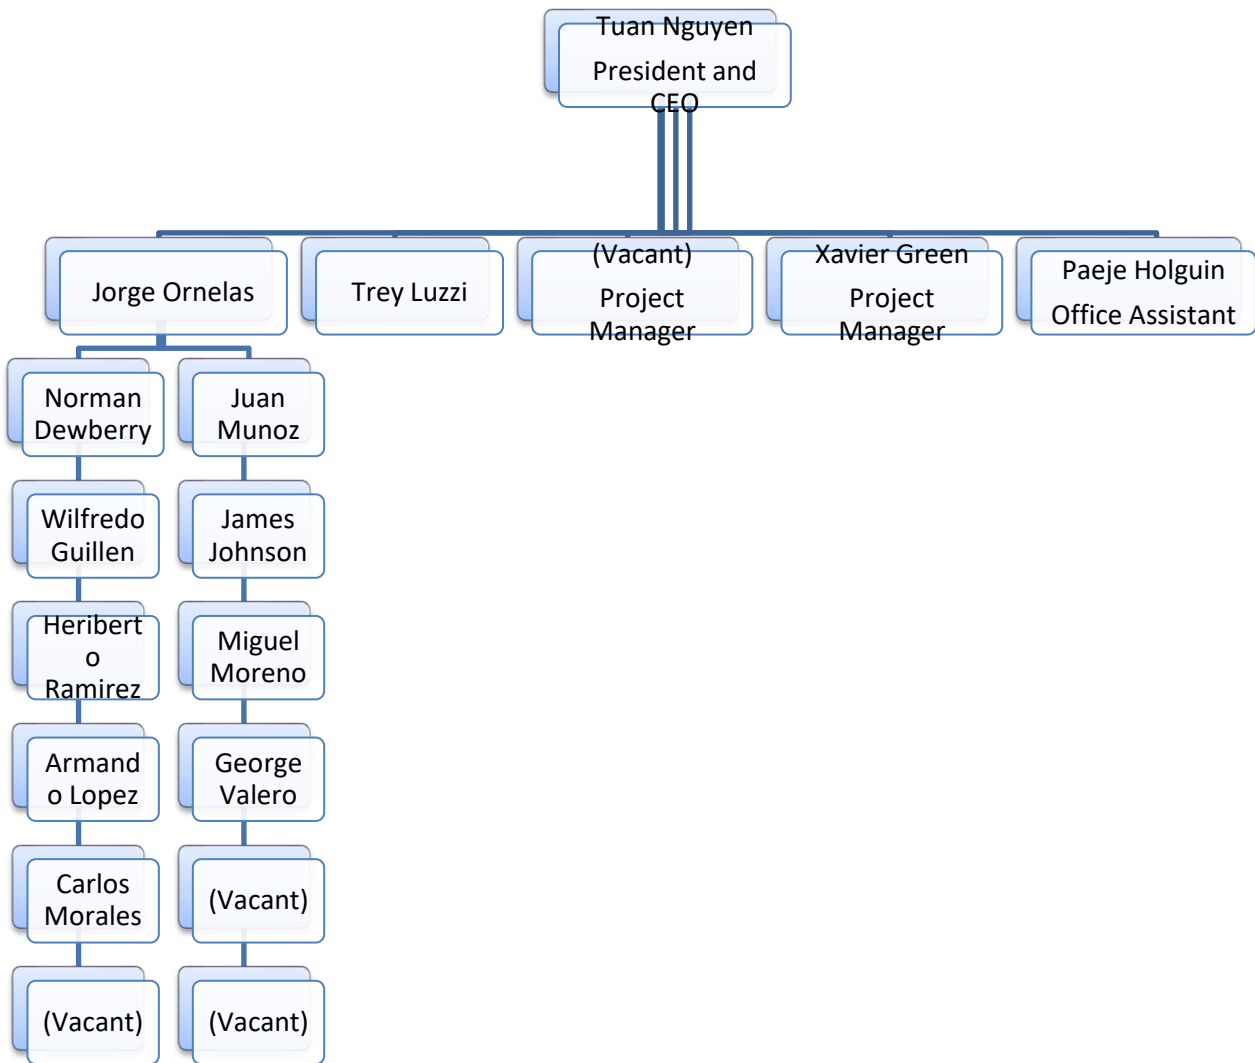 Tuan Nguyen
President and
CEO
Jorge Ornelas
Trey Luzzi
(Vacant)
Project
Manager
Xavier Green
Project
Manager
Paeje Holguin
Office Assistant
Norman
Dewberry
Juan
Munoz
Wilfredo
Guillen
James
Johnson
Heribert
o
Ramirez
Miguel
Moreno
Armand
o Lopez
George
Valero
Carlos
Morales
(Vacant)
(Vacant)
(Vacant)